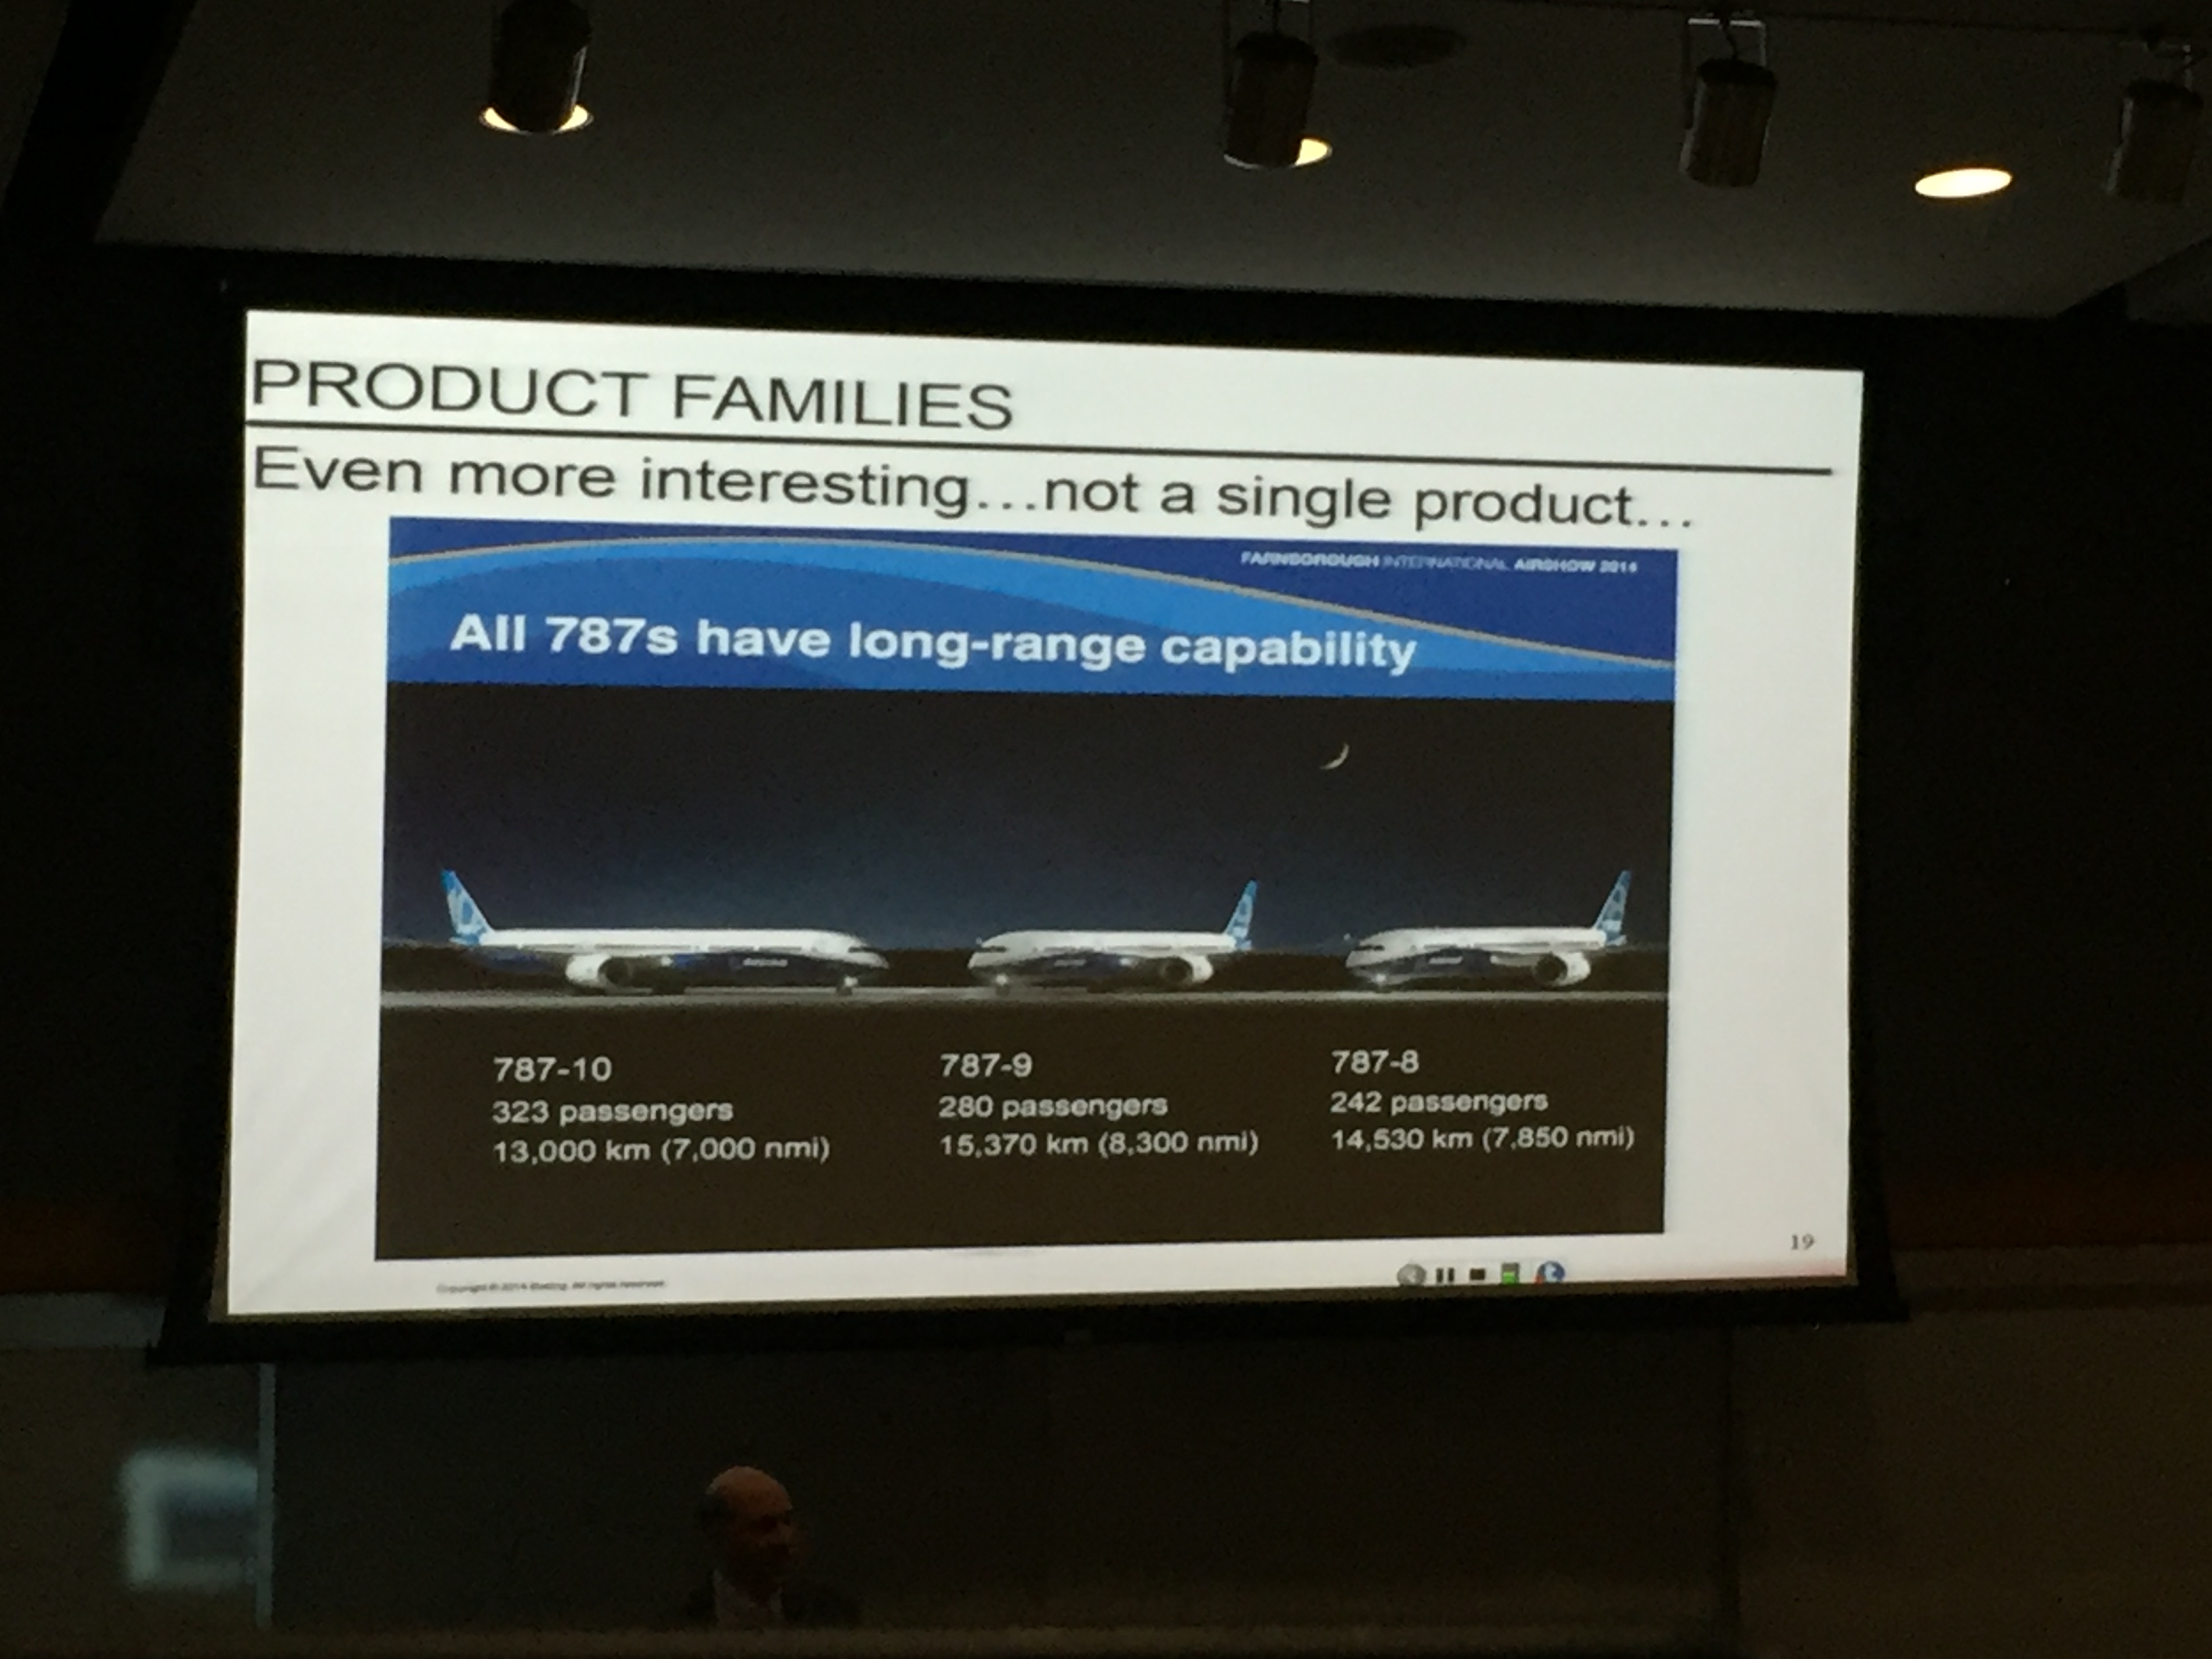 PRODUCT FAMILIES
Even more interesting...not a single product...
FARNBOROUGH INTERNATIONAL AIRSHOW 2014
All 787s have long-range capability
787-10
323 passengers
13,000 km (7,000 nmi)
787-9
280 passengers
15,370 km (8,300 nmi)
787-8
242 passengers
14,530 km (7,850 nmi)
19
Copyright © 2014 Boeing. All rights reserved.